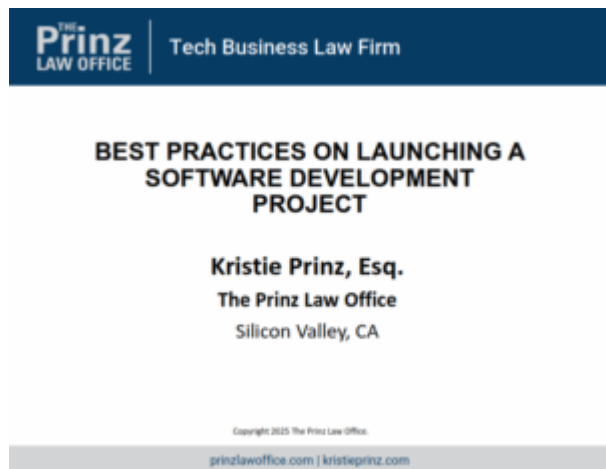 THE
Prinz
LAW OFFICE
Tech Business Law Firm
BEST PRACTICES ON LAUNCHING A
SOFTWARE DEVELOPMENT
PROJECT
Kristie Prinz, Esq.
The Prinz Law Office
Silicon Valley, CA
Copyright 2025 The Prinz Law Office.
prinzlawoffice.com | kristieprinz.com